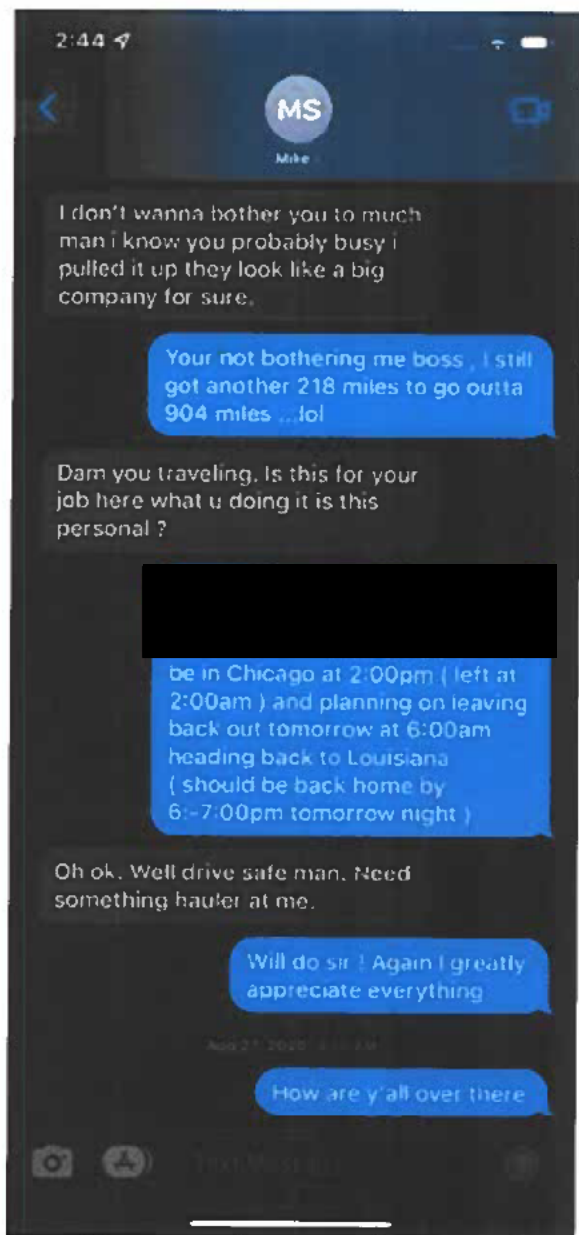 2:44
MS
Mike
I don't wanna bother you to much
man i know you probably busy i
pulled it up they look like a big
company for sure.
Your not bothering me boss , I still
got another 218 miles to go outta
904 miles ...lol
Dam you traveling. Is this for your
job here what u doing it is this
personal ?
be in Chicago at 2:00pm ( left at
2:00am ) and planning on leaving
back out tomorrow at 6:00am
heading back to Louisiana
( should be back home by
6:-7:00pm tomorrow night )
Oh ok. Well drive safe man. Need
something hauler at me.
Will do sir ! Again I greatly
appreciate everything
How are y'all over there